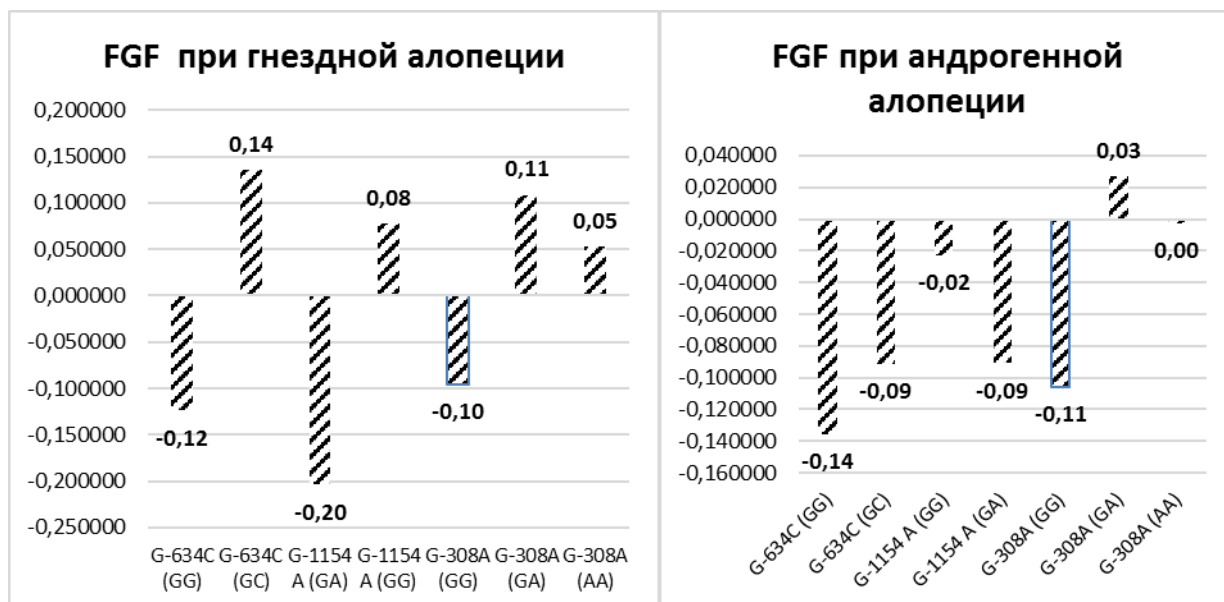 FGF при гнездной алопеции
0,200000
0,150000
0,100000
0,050000
0,000000
-0,050000
-0,100000
-0,150000
-0,200000
-0,250000
0,14
0,08
0,11
0,05
-0,12
-0,20
-0,10
G-634C (GG)
G-634C (GC)
G-1154 A (GA)
G-1154 A (GG)
G-308A (GG)
G-308A (GA)
G-308A (AA)
FGF при андрогенной
алопеции
0,040000
0,020000
0,000000
-0,020000
-0,040000
-0,060000
-0,080000
-0,100000
-0,120000
-0,140000
-0,160000
0,03
0,00
-0,02
-0,09
-0,09
-0,11
-0,14
G-634C (GG)
G-634C (GC)
G-1154 A (GG)
G-1154 A (GA)
G-308A (GG)
G-308A (GA)
G-308A (AA)